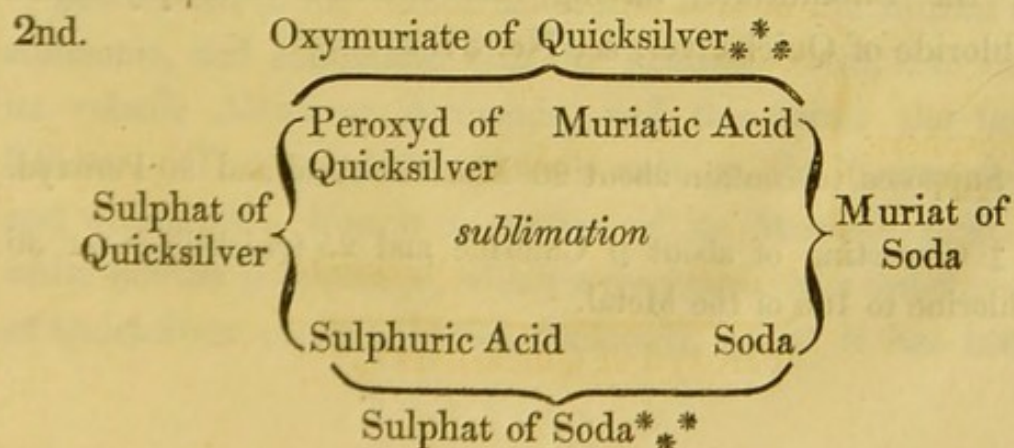 2nd.
Oxymuriate of Quicksilver⁎*⁎
Peroxyd of Muriatic Acid
Quicksilver
Sulphat of
Quicksilver
sublimation
Muriat of
Soda
Sulphuric Acid Soda
Sulphat of Soda*⁎*